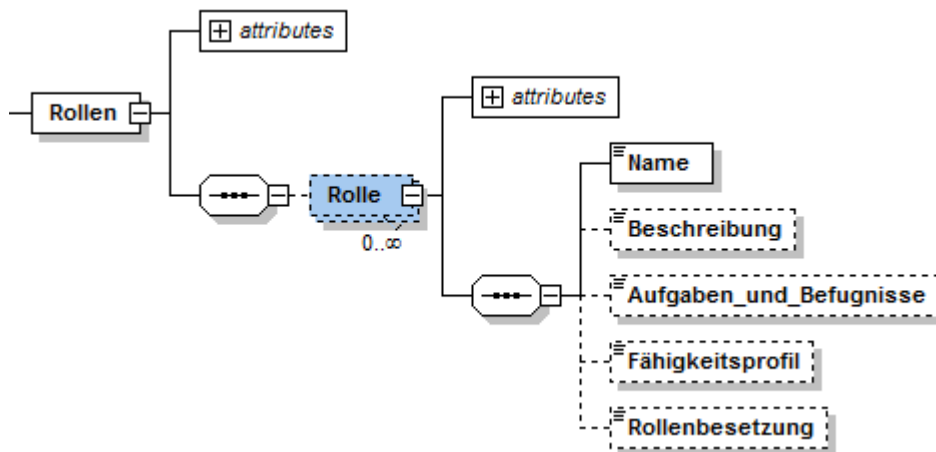 attributes
Rollen
attributes
Rolle
0..∞
Name
Beschreibung
Aufgaben_und_Befugnisse
Fähigkeitsprofil
Rollenbesetzung